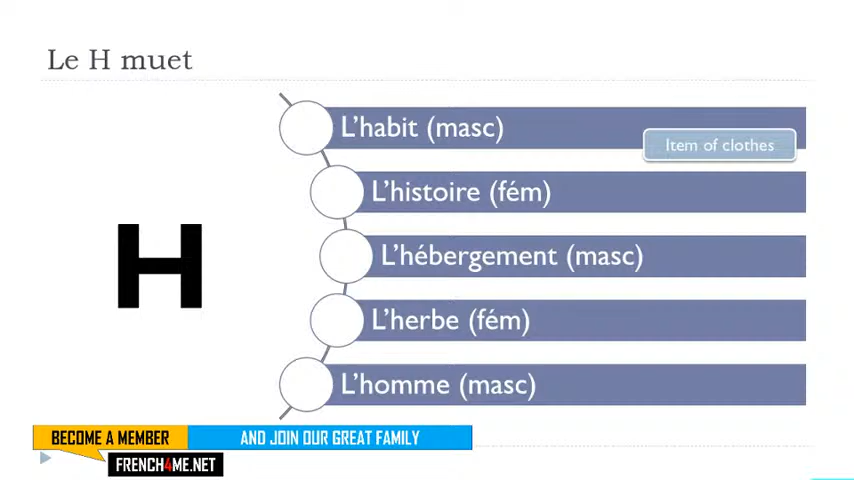 Le H muet
L'habit (masc)
Item of clothes
L'histoire (fém)
H
L'hébergement (masc)
L'herbe (fém)
L'homme (masc)
BECOME A MEMBER AND JOIN OUR GREAT FAMILY
FRENCH4ME.NET